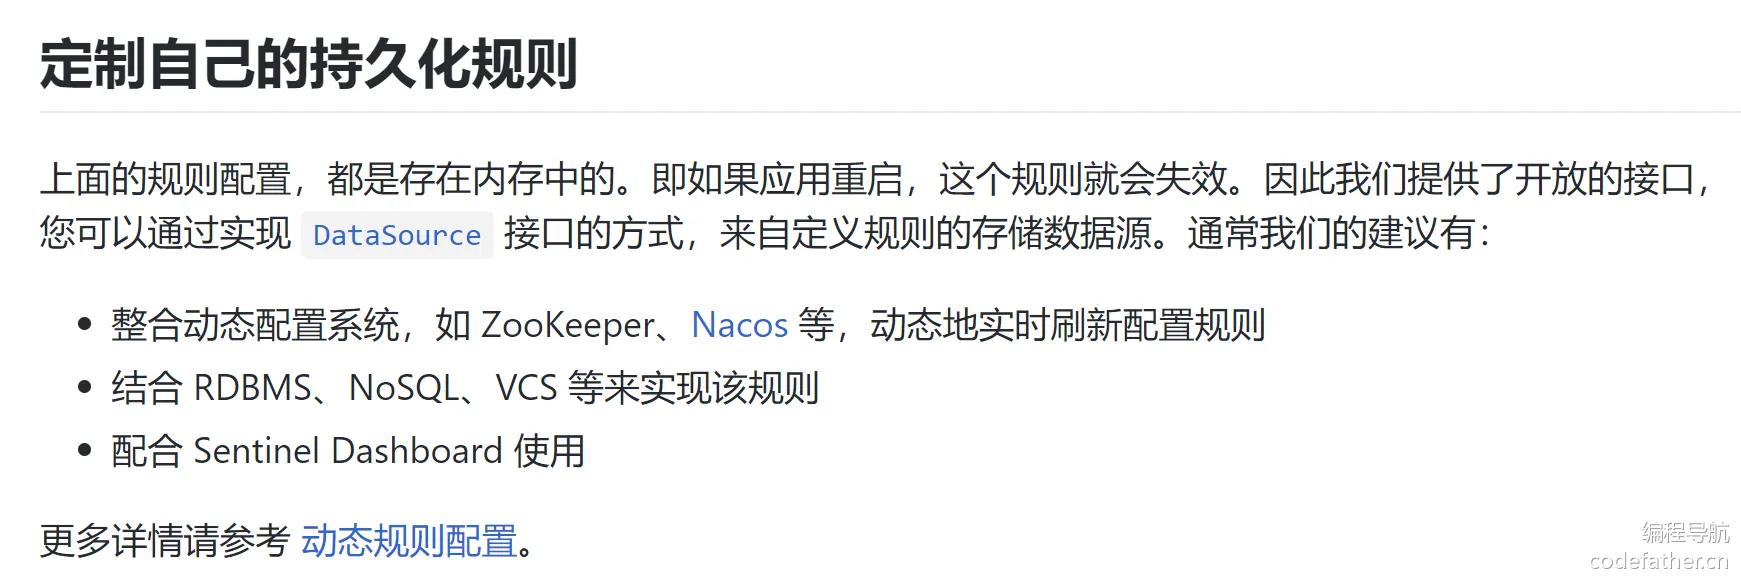 定制自己的持久化规则
上面的规则配置，都是存在内存中的。即如果应用重启，这个规则就会失效。因此我们提供了开放的接口，
您可以通过实现 DataSource 接口的方式，来自定义规则的存储数据源。通常我们的建议有：
• 整合动态配置系统，如 ZooKeeper、Nacos 等，动态地实时刷新配置规则
• 结合 RDBMS、NoSQL、VCS 等来实现该规则
• 配合 Sentinel Dashboard 使用
更多详情请参考 动态规则配置。
编程导航
codefather.cn